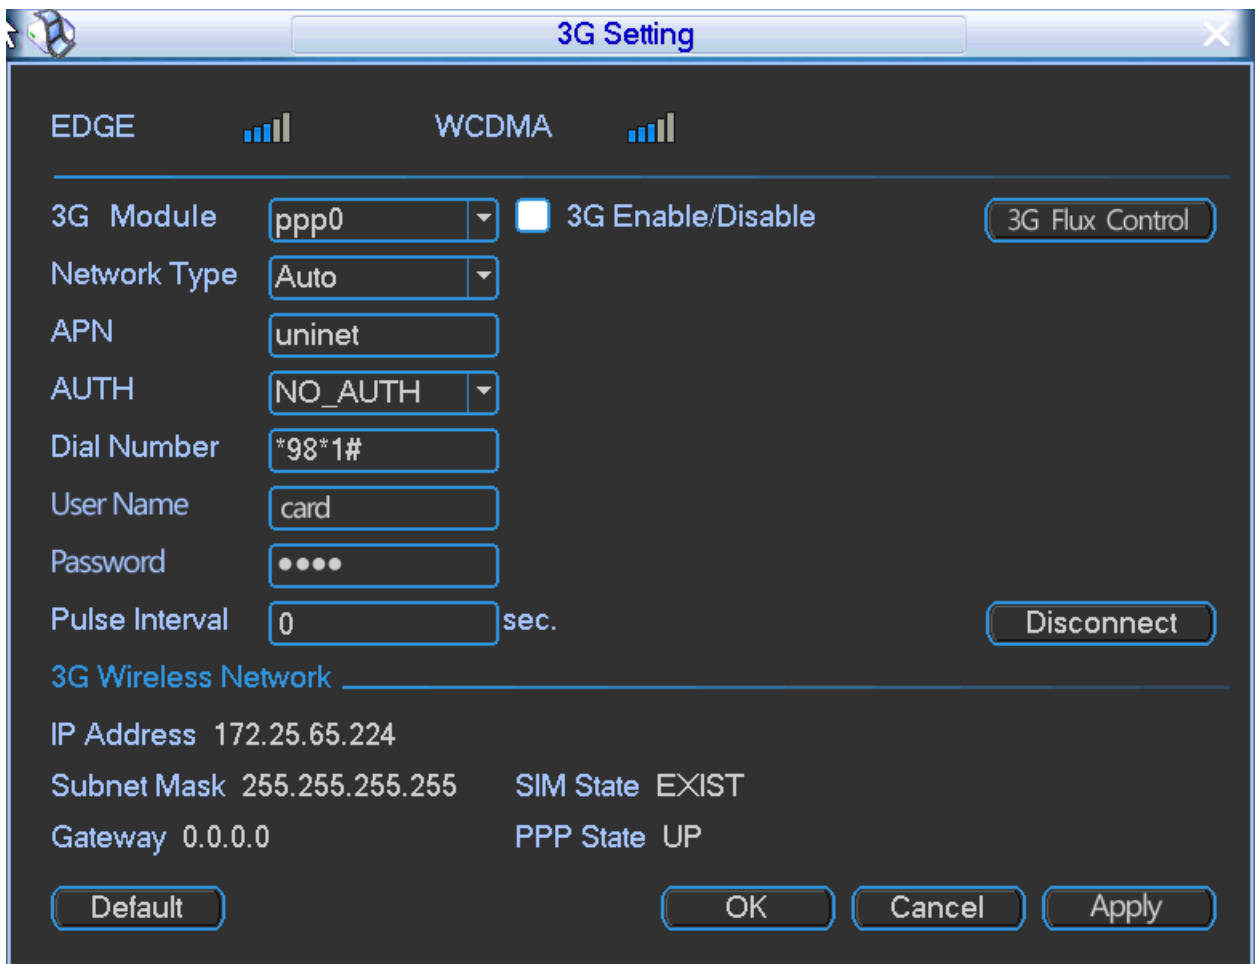 3G Setting
EDGE WCDMA
3G Module ppp0 3G Enable/Disable 3G Flux Control
Network Type Auto
APN uninet
AUTH NO_AUTH
Dial Number *98*1#
User Name card
Password ••••
Pulse Interval 0 sec. Disconnect
3G Wireless Network
IP Address 172.25.65.224
Subnet Mask 255.255.255.255 SIM State EXIST
Gateway 0.0.0.0 PPP State UP
Default OK Cancel Apply